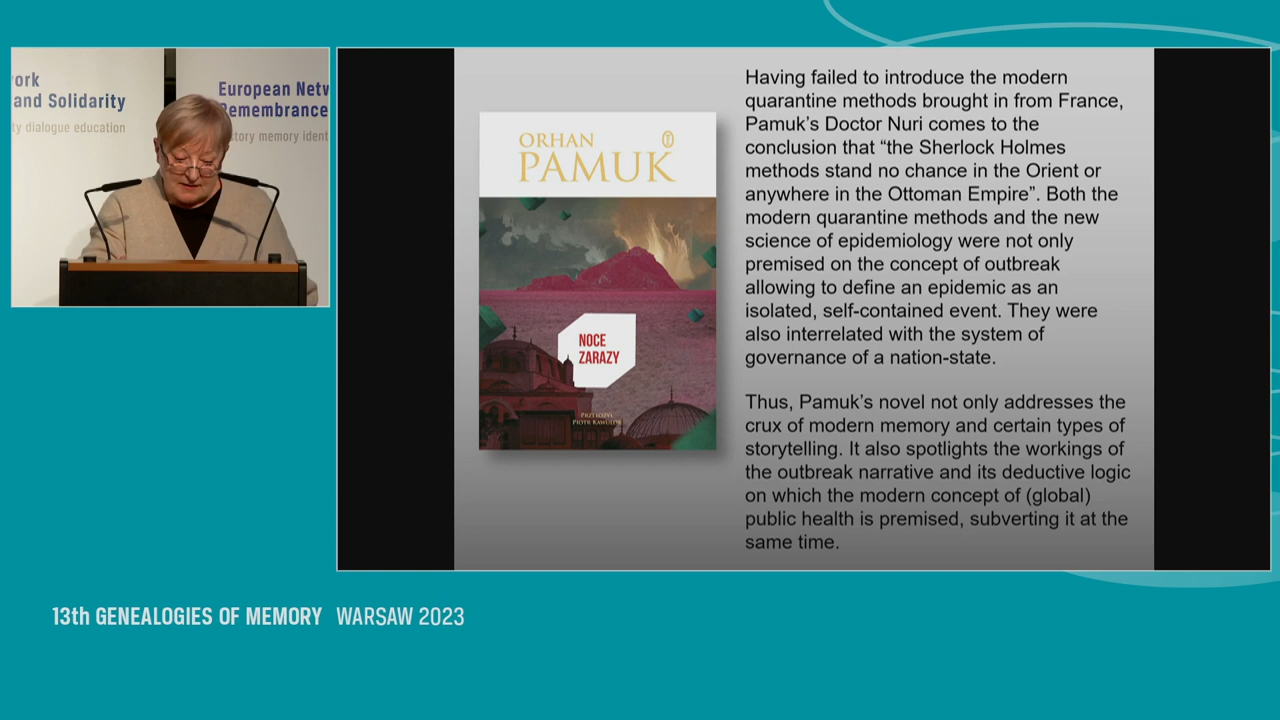 ork
and Solidarity
ty dialogue education
European Netw
Remembrance
story memory ident
ORHAN
PAMUK
NOCE
ZARAZY
Having failed to introduce the modern
quarantine methods brought in from France,
Pamuk’s Doctor Nuri comes to the
conclusion that “the Sherlock Holmes
methods stand no chance in the Orient or
anywhere in the Ottoman Empire”. Both the
modern quarantine methods and the new
science of epidemiology were not only
premised on the concept of outbreak
allowing to define an epidemic as an
isolated, self-contained event. They were
also interrelated with the system of
governance of a nation-state.
Thus, Pamuk’s novel not only addresses the
crux of modern memory and certain types of
storytelling. It also spotlights the workings of
the outbreak narrative and its deductive logic
on which the modern concept of (global)
public health is premised, subverting it at the
same time.
13th GENEALOGIES OF MEMORY WARSAW 2023